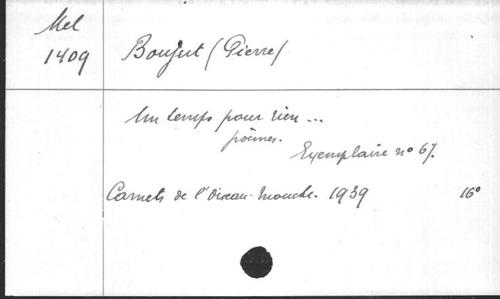 Mel
1409
Boujut (Pierre)
Un temps pour rien ...
poèmes.
Exemplaire n° 67.
Carnets de l'Oiseau-Mouche. 1939
16°